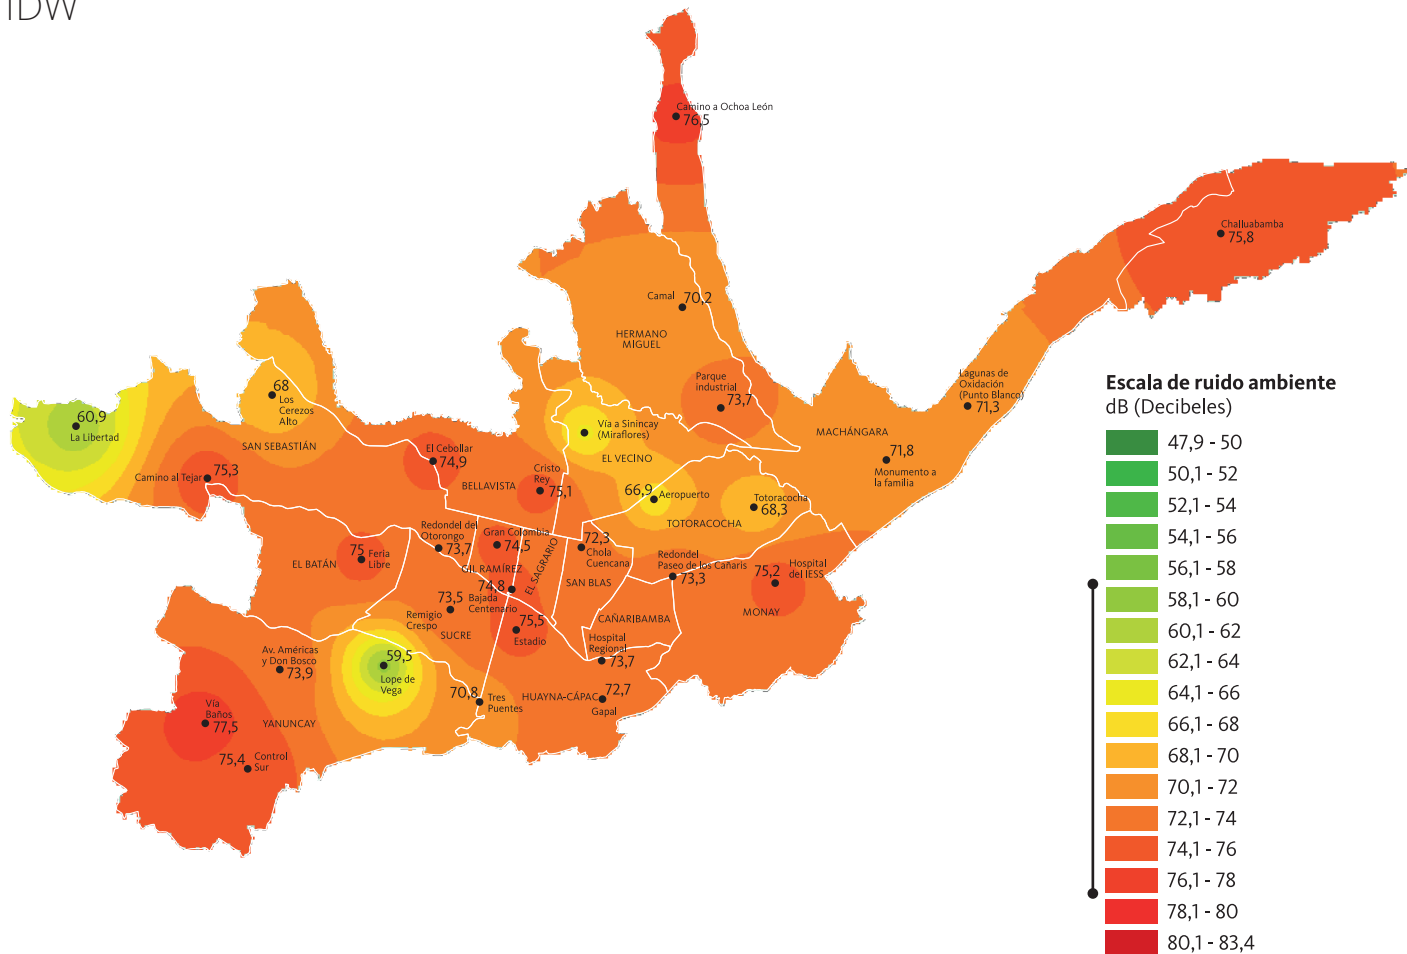 IDW
Camino a Ochoa León
76,5
Challuabamba
75,8
Camal
70,2
HERMANO
MIGUEL
Parque
industrial
73,7
Lagunas de
Oxidación
(Punto Blanco)
71,3
68
Los
Cerezos
Alto
60,9
La Libertad
SAN SEBASTIÁN
Camino al Tejar
75,3
El Cebollar
74,9
BELLAVISTA
Cristo
Rey
75,1
Vía a Sinincay
(Miraflores)
EL VECINO
MACHÁNGARA
71,8
Monumento a
la familia
66,9
Aeropuerto
Totoracocha
68,3
TOTORACOCHA
Redondel del
Otorongo
73,7
Gran Colombia
74,5
EL SAGRARIO
72,3
Chola
Cuencana
SAN BLAS
Redondel
Paseo de los Cañaris
73,3
75,2
Hospital
del IESS
MONAY
EL BATÁN
75
Feria
Libre
GIL RAMÍREZ
74,8
Bajada
Centenario
73,5
Remigio
Crespo
SUCRE
75,5
Estadio
CAÑARIBAMBA
Hospital
Regional
73,7
Av. Américas
y Don Bosco
73,9
59,5
Lope de
Vega
70,8
Tres
Puentes
HUAYNA-CÁPAC
72,7
Gapal
Vía
Baños
77,5
YANUNCAY
75,4
Control
Sur
Escala de ruido ambiente
dB (Decibeles)
47,9 - 50
50,1 - 52
52,1 - 54
54,1 - 56
56,1 - 58
58,1 - 60
60,1 - 62
62,1 - 64
64,1 - 66
66,1 - 68
68,1 - 70
70,1 - 72
72,1 - 74
74,1 - 76
76,1 - 78
78,1 - 80
80,1 - 83,4